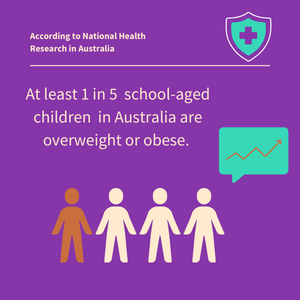 According to National Health
Research in Australia
At least 1 in 5 school-aged
children in Australia are
overweight or obese.